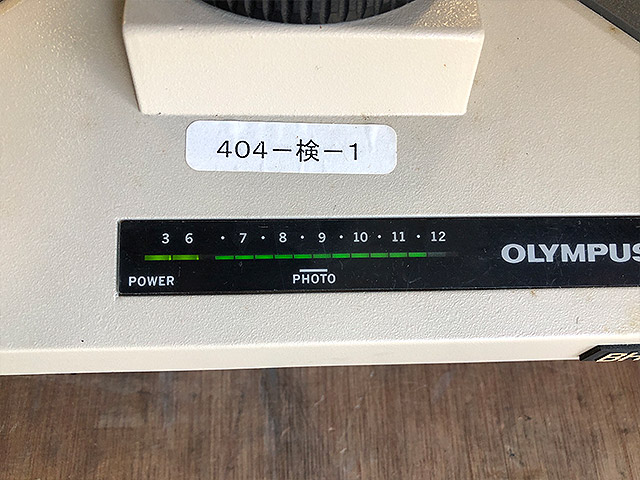 404-検-1
3 6 · 7 · 8 · 9 · 10 · 11 · 12
OLYMPUS
POWER
PHOTO